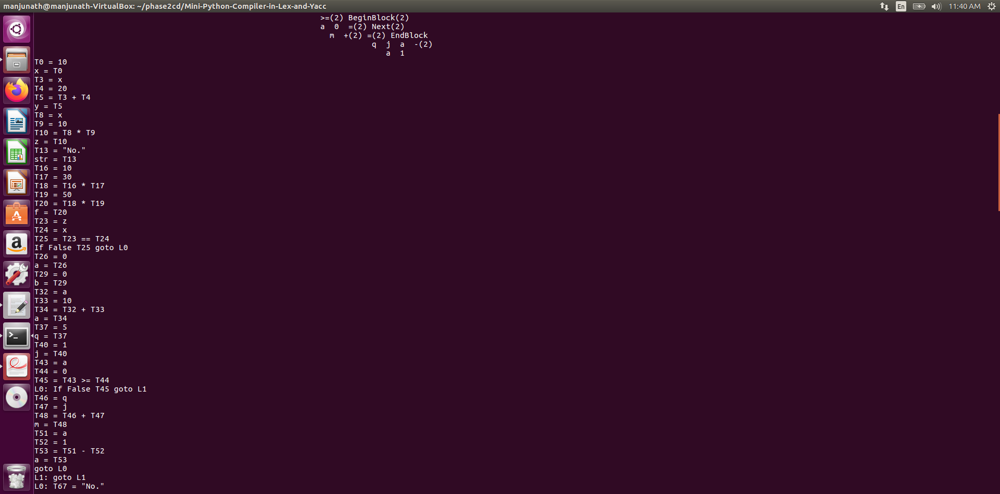 manjunath@manjunath-VirtualBox: ~/phase2cd/Mini-Python-Compiler-in-Lex-and-Yacc
En
11:40 AM
>=(2) BeginBlock(2)
a 0 =(2) Next(2)
m +(2) =(2) EndBlock
q j a -(2)
a 1
T0 = 10
x = T0
T3 = x
T4 = 20
T5 = T3 + T4
y = T5
T8 = x
T9 = 10
T10 = T8 * T9
z = T10
T13 = "No."
str = T13
T16 = 10
T17 = 30
T18 = T16 * T17
T19 = 50
T20 = T18 * T19
f = T20
T23 = z
T24 = x
T25 = T23 == T24
If False T25 goto L0
T26 = 0
a = T26
T29 = 0
b = T29
T32 = a
T33 = 10
T34 = T32 + T33
a = T34
T37 = 5
q = T37
T40 = 1
j = T40
T43 = a
T44 = 0
T45 = T43 >= T44
L0: If False T45 goto L1
T46 = q
T47 = j
T48 = T46 + T47
m = T48
T51 = a
T52 = 1
T53 = T51 - T52
a = T53
goto L0
L1: goto L1
L0: T67 = "No."